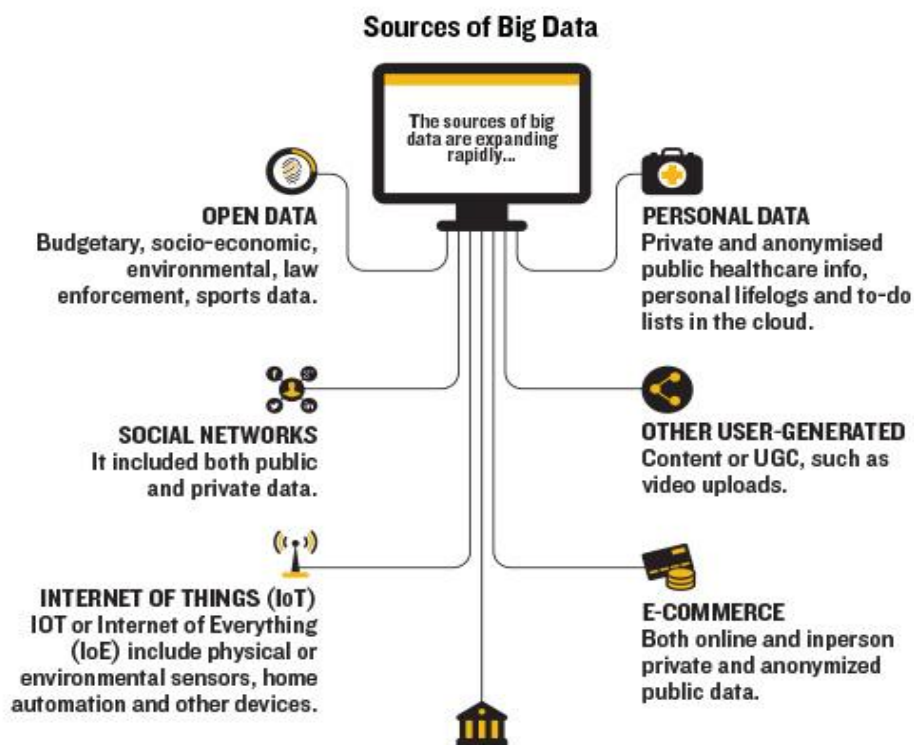 Sources of Big Data
The sources of big
data are expanding
rapidly...
OPEN DATA
Budgetary, socio-economic,
environmental, law
enforcement, sports data.
PERSONAL DATA
Private and anonymised
public healthcare info,
personal lifelogs and to-do
lists in the cloud.
SOCIAL NETWORKS
It included both public
and private data.
OTHER USER-GENERATED
Content or UGC, such as
video uploads.
INTERNET OF THINGS (IoT)
IOT or Internet of Everything
(IoE) include physical or
environmental sensors, home
automation and other devices.
E-COMMERCE
Both online and inperson
private and anonymized
public data.